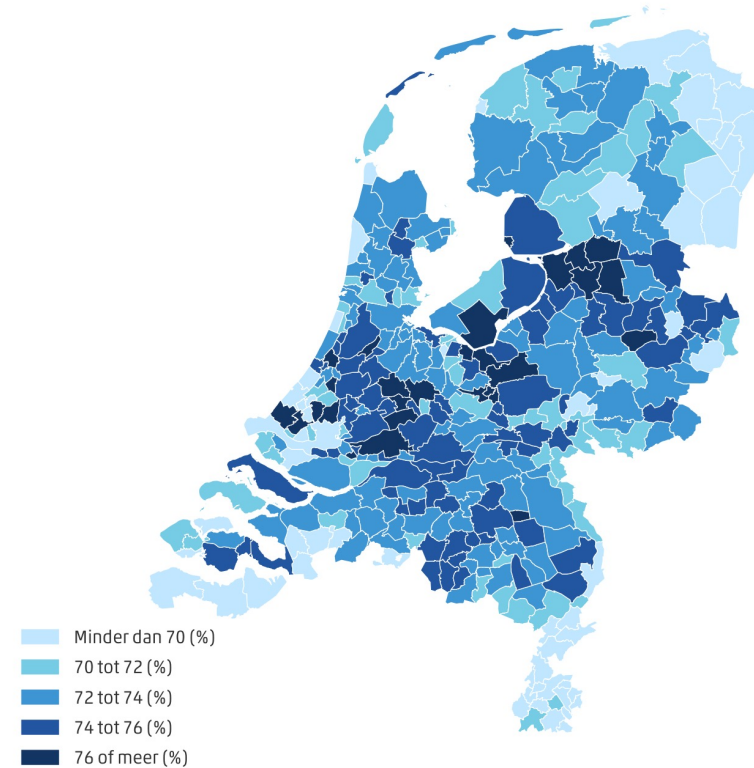 Minder dan 70 (%)
70 tot 72 (%)
72 tot 74 (%)
74 tot 76 (%)
76 of meer (%)